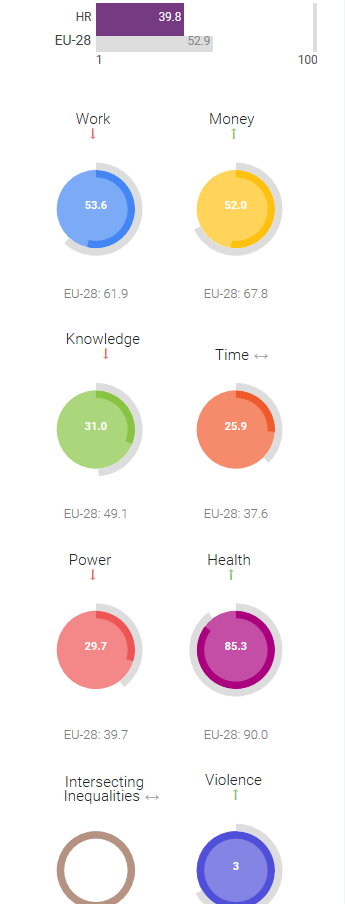 HR 39.8
EU-28 52.9
1 100
Work Money
↓ ↑
53.6 52.0
EU-28: 61.9 EU-28: 67.8
Knowledge
↓
Time ↔
31.0 25.9
EU-28: 49.1 EU-28: 37.6
Power Health
↓ ↑
29.7 85.3
EU-28: 39.7 EU-28: 90.0
Intersecting
Inequalities ↔
Violence
↑
3